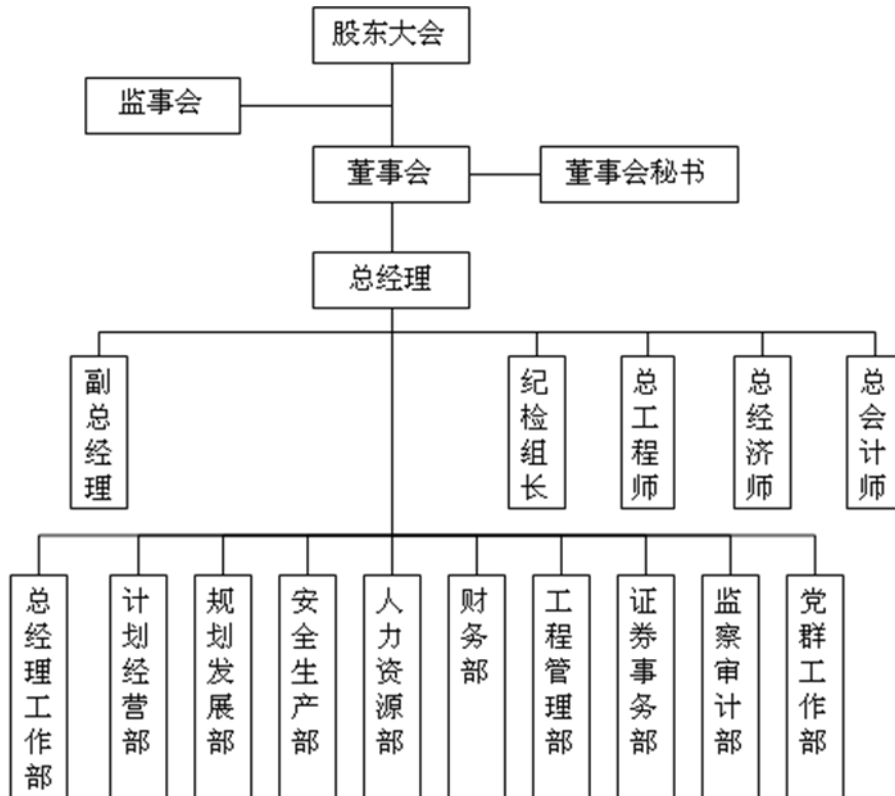 股东大会
监事会
董事会
董事会秘书
总经理
副总经理
纪检组长
总工程师
总经济师
总会计师
总经理工作部
计划经营部
规划发展部
安全生产部
人力资源部
财务部
工程管理部
证券事务部
监察审计部
党群工作部